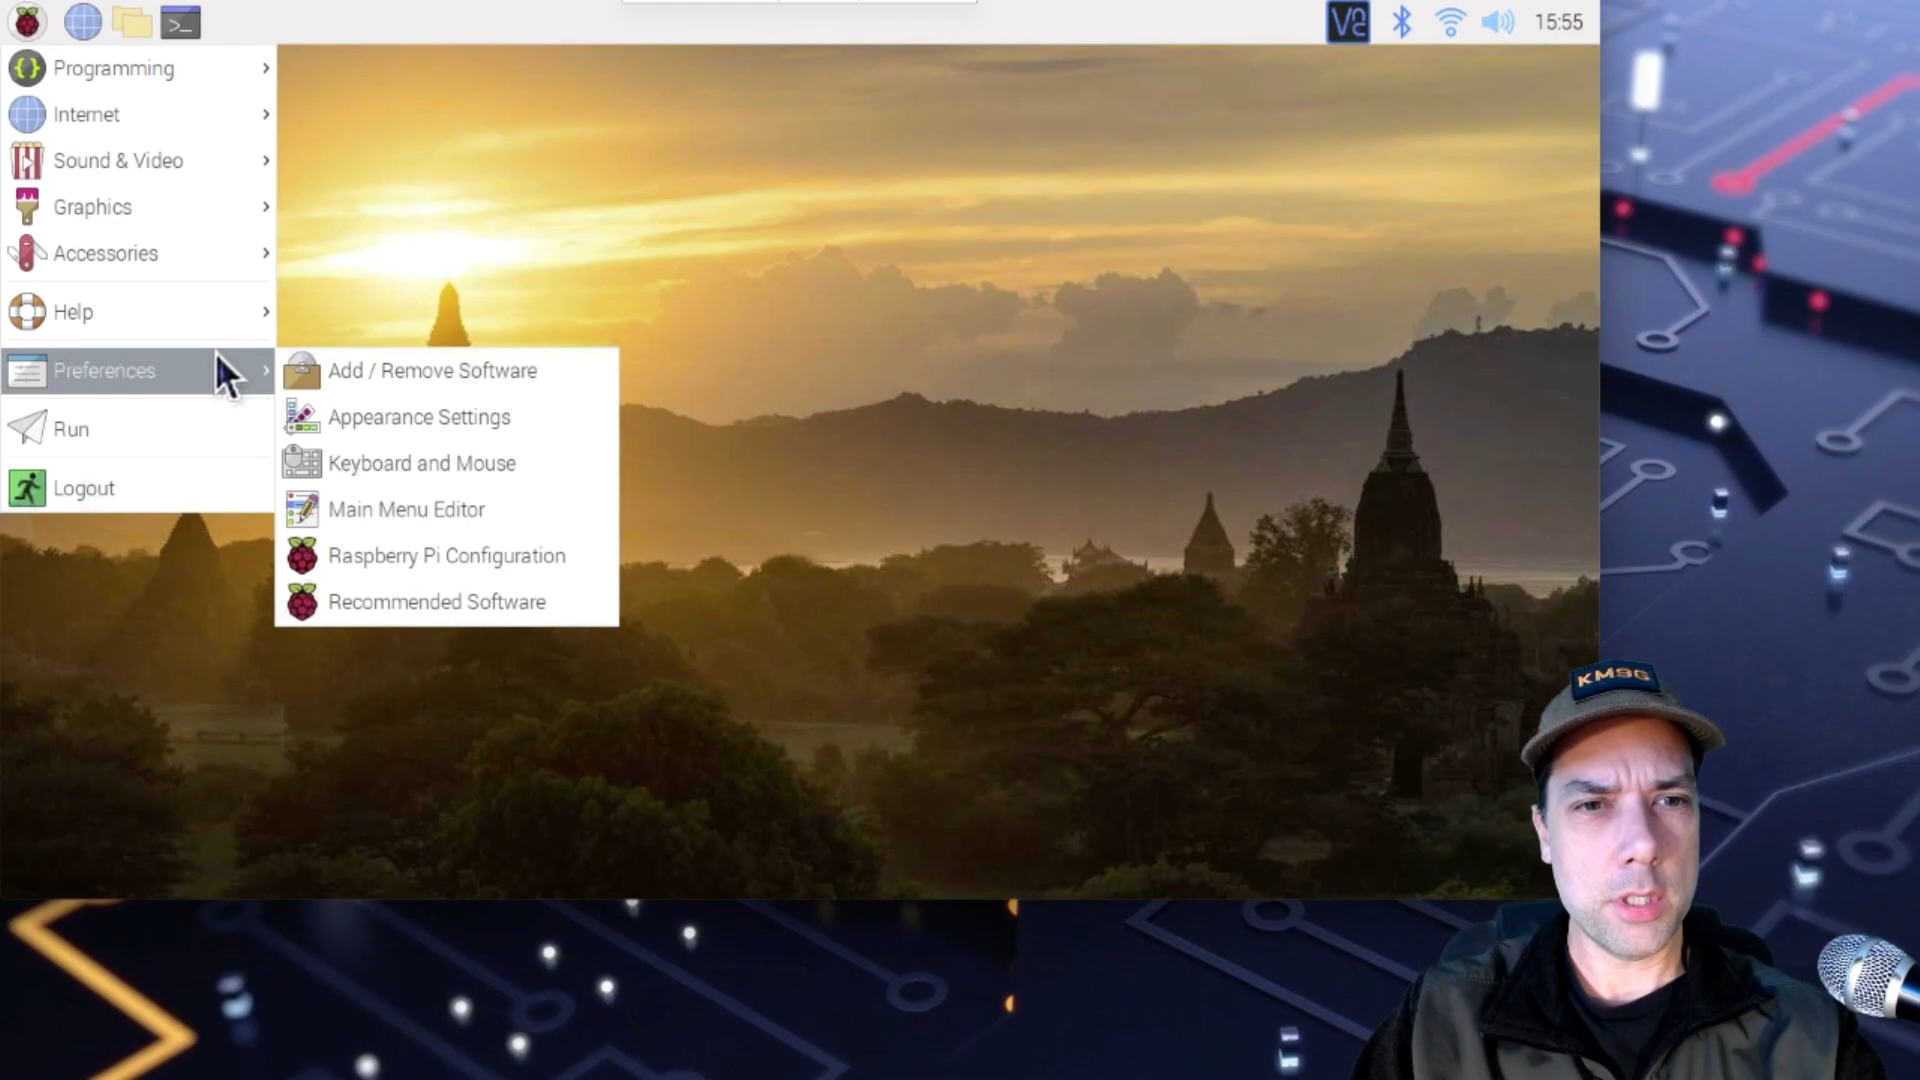 >_
15:55
Programming
Internet
Sound & Video
Graphics
Accessories
Help
Preferences
Run
Logout
Add / Remove Software
Appearance Settings
Keyboard and Mouse
Main Menu Editor
Raspberry Pi Configuration
Recommended Software
KMSG